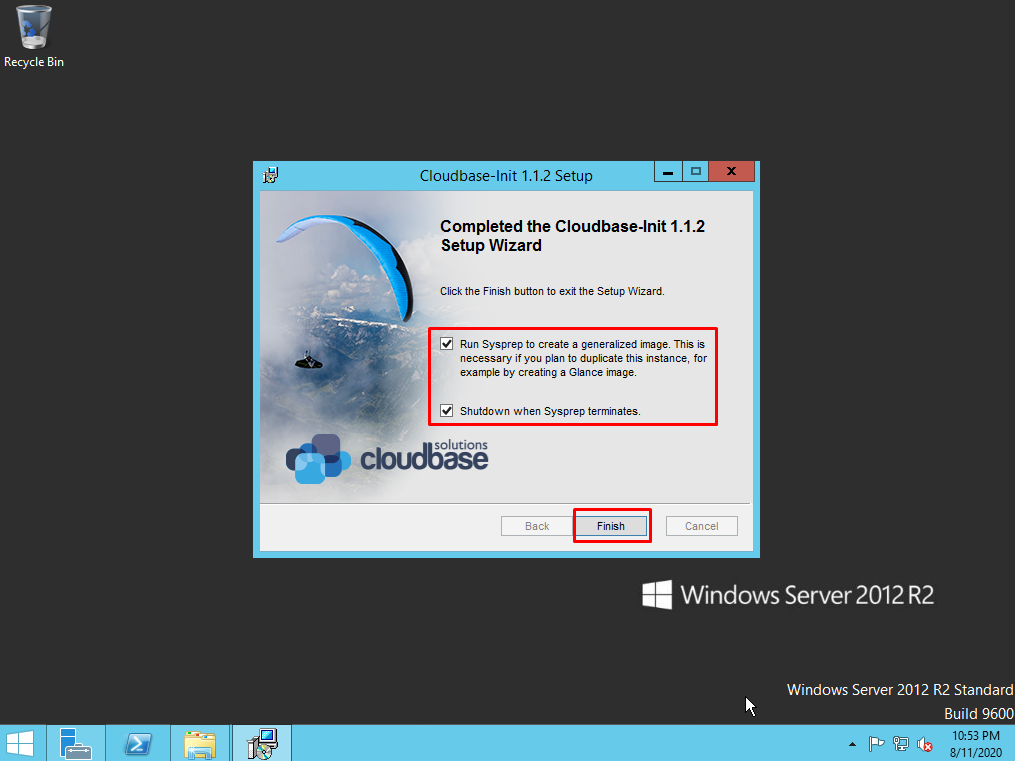 Recycle Bin
Cloudbase-Init 1.1.2 Setup
Completed the Cloudbase-Init 1.1.2
Setup Wizard
Click the Finish button to exit the Setup Wizard.
Run Sysprep to create a generalized image. This is
necessary if you plan to duplicate this instance, for
example by creating a Glance image.
Shutdown when Sysprep terminates.
solutions
cloudbase
Back
Finish
Cancel
Windows Server 2012 R2
Windows Server 2012 R2 Standard
Build 9600
10:53 PM
8/11/2020